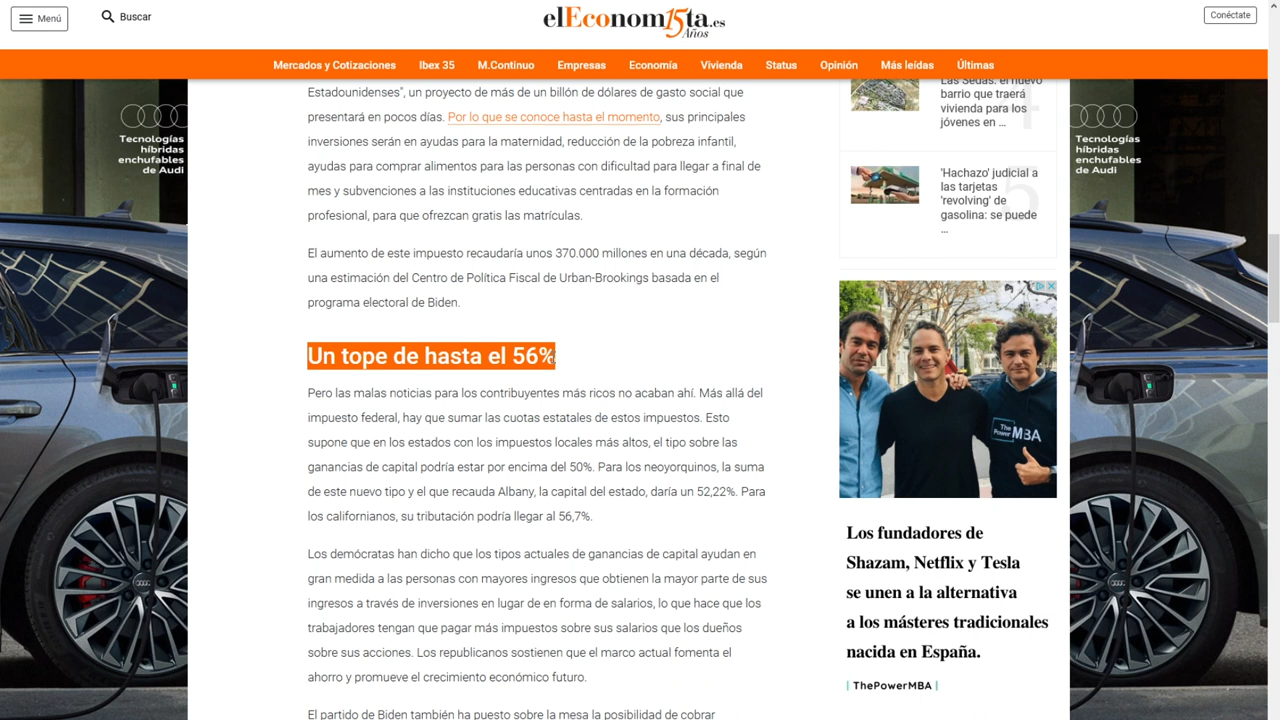 Menú
Buscar
elEconom15ta.es
Años
Conéctate
Mercados y Cotizaciones Ibex 35 M.Continuo Empresas Economía Vivienda Status Opinión Más leídas Últimas
Tecnologías
híbridas
enchufables
de Audi
Estadounidenses", un proyecto de más de un billón de dólares de gasto social que
presentará en pocos días. Por lo que se conoce hasta el momento, sus principales
inversiones serán en ayudas para la maternidad, reducción de la pobreza infantil,
ayudas para comprar alimentos para las personas con dificultad para llegar a final de
mes y subvenciones a las instituciones educativas centradas en la formación
profesional, para que ofrezcan gratis las matrículas.
El aumento de este impuesto recaudaría unos 370.000 millones en una década, según
una estimación del Centro de Política Fiscal de Urban-Brookings basada en el
programa electoral de Biden.
Un tope de hasta el 56%
Pero las malas noticias para los contribuyentes más ricos no acaban ahí. Más allá del
impuesto federal, hay que sumar las cuotas estatales de estos impuestos. Esto
supone que en los estados con los impuestos locales más altos, el tipo sobre las
ganancias de capital podría estar por encima del 50%. Para los neoyorquinos, la suma
de este nuevo tipo y el que recauda Albany, la capital del estado, daría un 52,22%. Para
los californianos, su tributación podría llegar al 56,7%.
Los demócratas han dicho que los tipos actuales de ganancias de capital ayudan en
gran medida a las personas con mayores ingresos que obtienen la mayor parte de sus
ingresos a través de inversiones en lugar de en forma de salarios, lo que hace que los
trabajadores tengan que pagar más impuestos sobre sus salarios que los dueños
sobre sus acciones. Los republicanos sostienen que el marco actual fomenta el
ahorro y promueve el crecimiento económico futuro.
El partido de Biden también ha puesto sobre la mesa la posibilidad de cobrar
Las Sedas: el nuevo
barrio que traerá
vivienda para los
jóvenes en ...
4
'Hachazo' judicial a
las tarjetas
'revolving' de
gasolina: se puede
...
5
The Power MBA
Los fundadores de
Shazam, Netflix y Tesla
se unen a la alternativa
a los másteres tradicionales
nacida en España.
| ThePowerMBA |
Tecnologías
híbridas
enchufables
de Audi